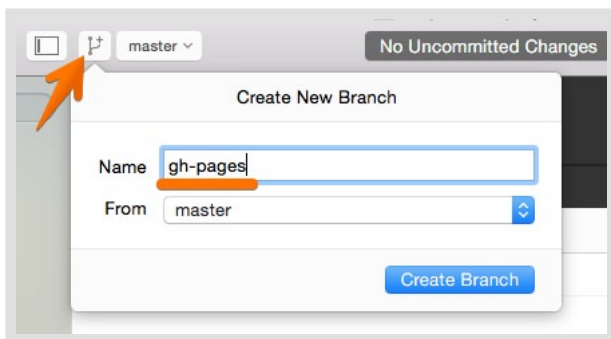 master
No Uncommitted Changes
Create New Branch
Name gh-pages
From master
Create Branch